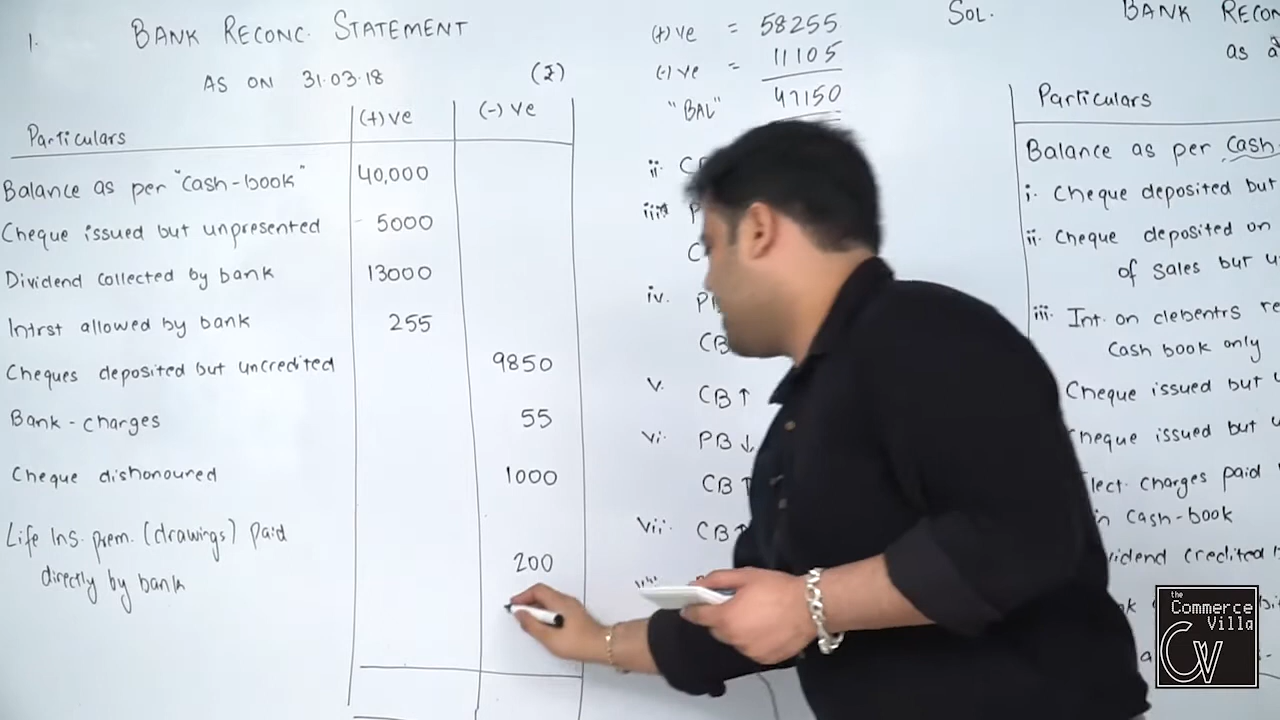 1. BANK RECONC. STATEMENT
AS ON 31.03.18 (₹)
Particulars (+)ve (-)ve
Balance as per "cash-book" 40,000
Cheque issued but unpresented 5000
Dividend collected by bank 13000
Intrst allowed by bank 255
Cheques deposited but uncredited 9850
Bank-charges 55
Cheque dishonoured 1000
Life Ins. prem. (drawings) Paid
directly by bank 200
(+)ve = 58255
(-)ve = 11105
"BAL" 47150
ii.
iii.
iv.
CB
v. CB↑
vi. PB↓
CB↑
vii. CB↑
SOL. BANK RECON
as
Particulars
Balance as per Cash
i. Cheque deposited but
ii. Cheque deposited on
of sales but u
iii. Int. on debentrs re
Cash book only
Cheque issued but u
heque issued but u
lect. charges paid
in cash-book
vidend credited
the
Commerce
Villa
CV